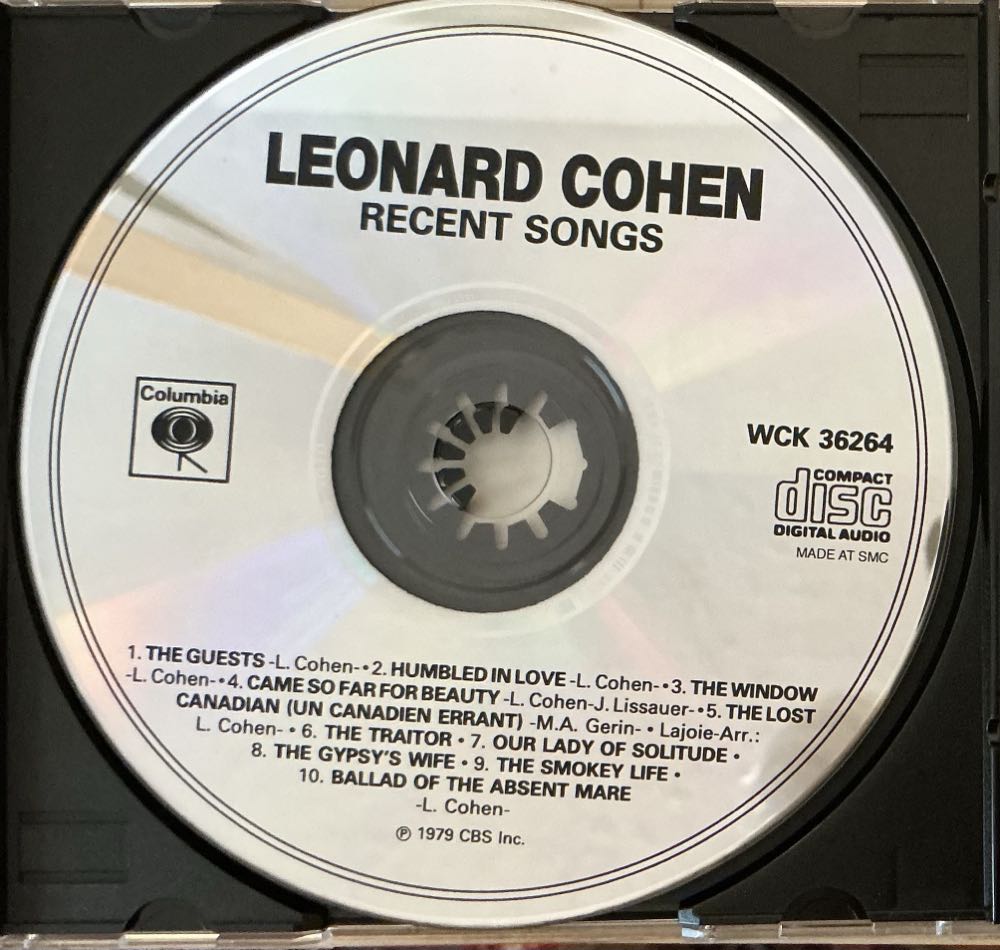 LEONARD COHEN
RECENT SONGS
Columbia
WCK 36264
COMPACT
disc
DIGITAL AUDIO
MADE AT SMC
1. THE GUESTS -L. Cohen- • 2. HUMBLED IN LOVE -L. Cohen- • 3. THE WINDOW
-L. Cohen- • 4. CAME SO FAR FOR BEAUTY -L. Cohen-J. Lissauer- • 5. THE LOST
CANADIAN (UN CANADIEN ERRANT) -M.A. Gerin- • Lajoie-Arr.:
L. Cohen- • 6. THE TRAITOR • 7. OUR LADY OF SOLITUDE •
8. THE GYPSY'S WIFE • 9. THE SMOKEY LIFE •
10. BALLAD OF THE ABSENT MARE
-L. Cohen-
℗ 1979 CBS Inc.